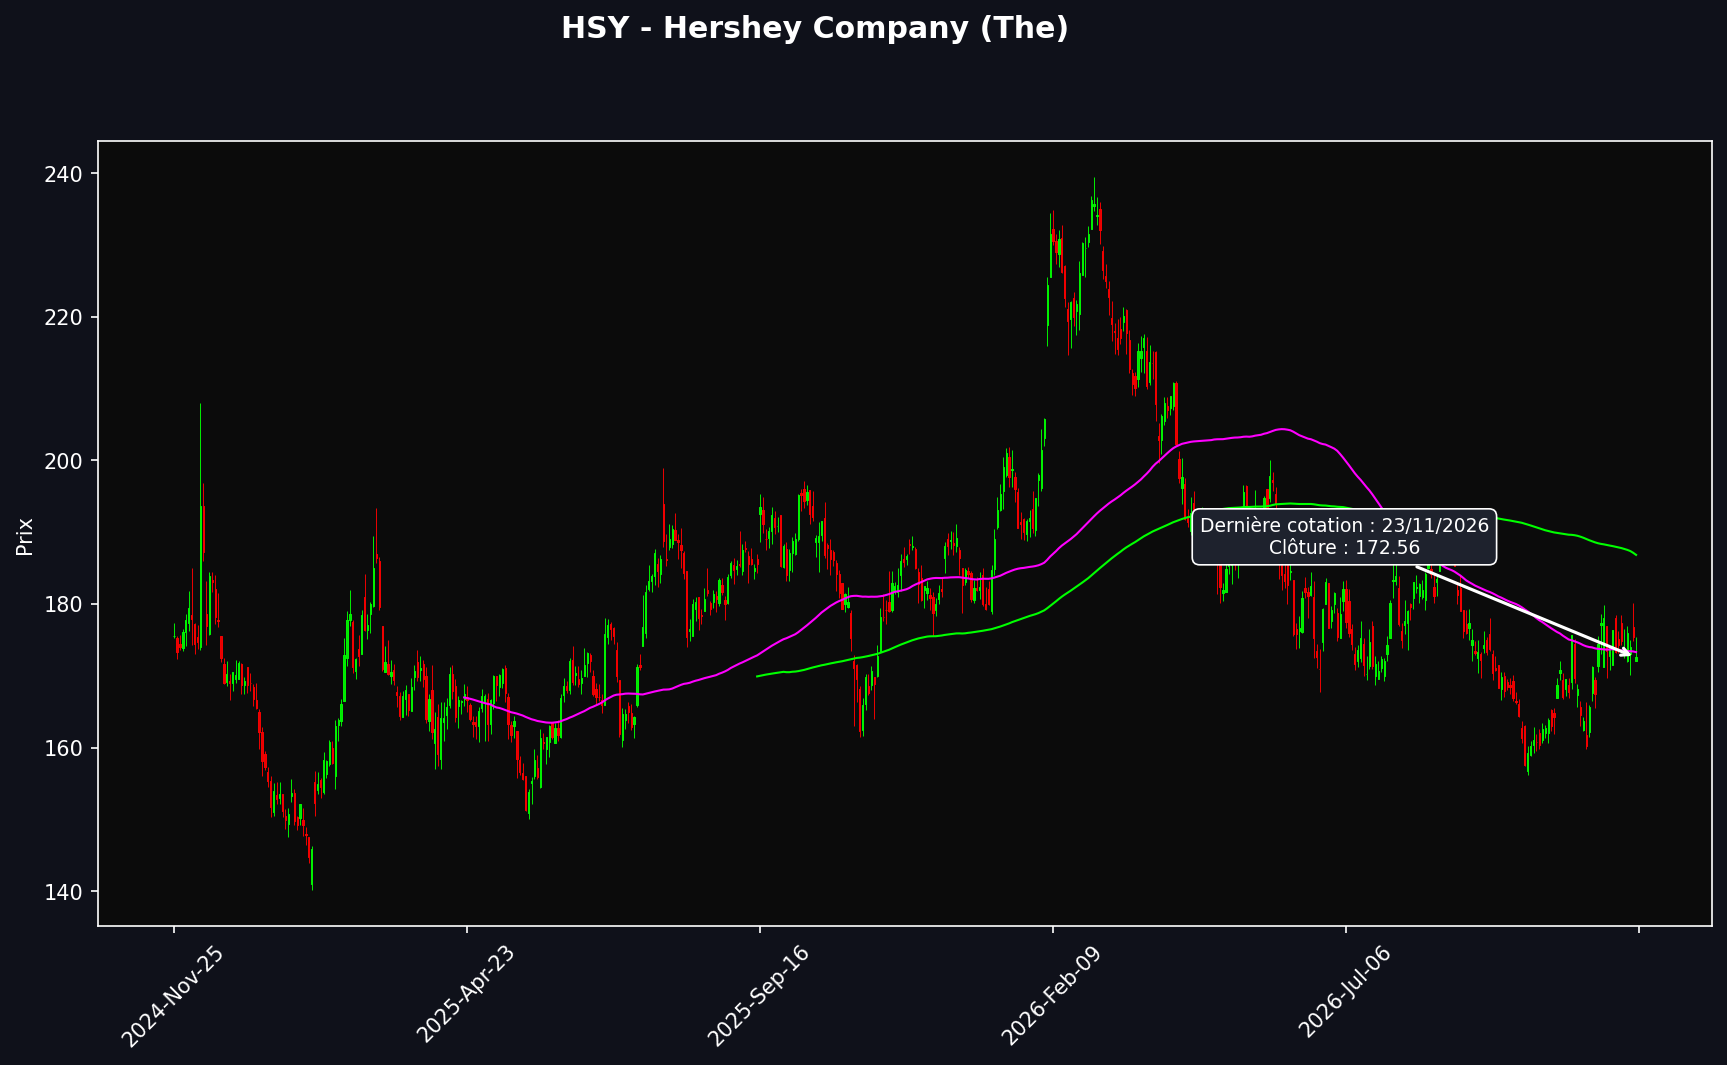 HSY - Hershey Company (The)
240
220
200
180
160
140
Prix
Dernière cotation : 23/11/2026
Clôture : 172.56
2024-Nov-25
2025-Apr-23
2025-Sep-16
2026-Feb-09
2026-Jul-06